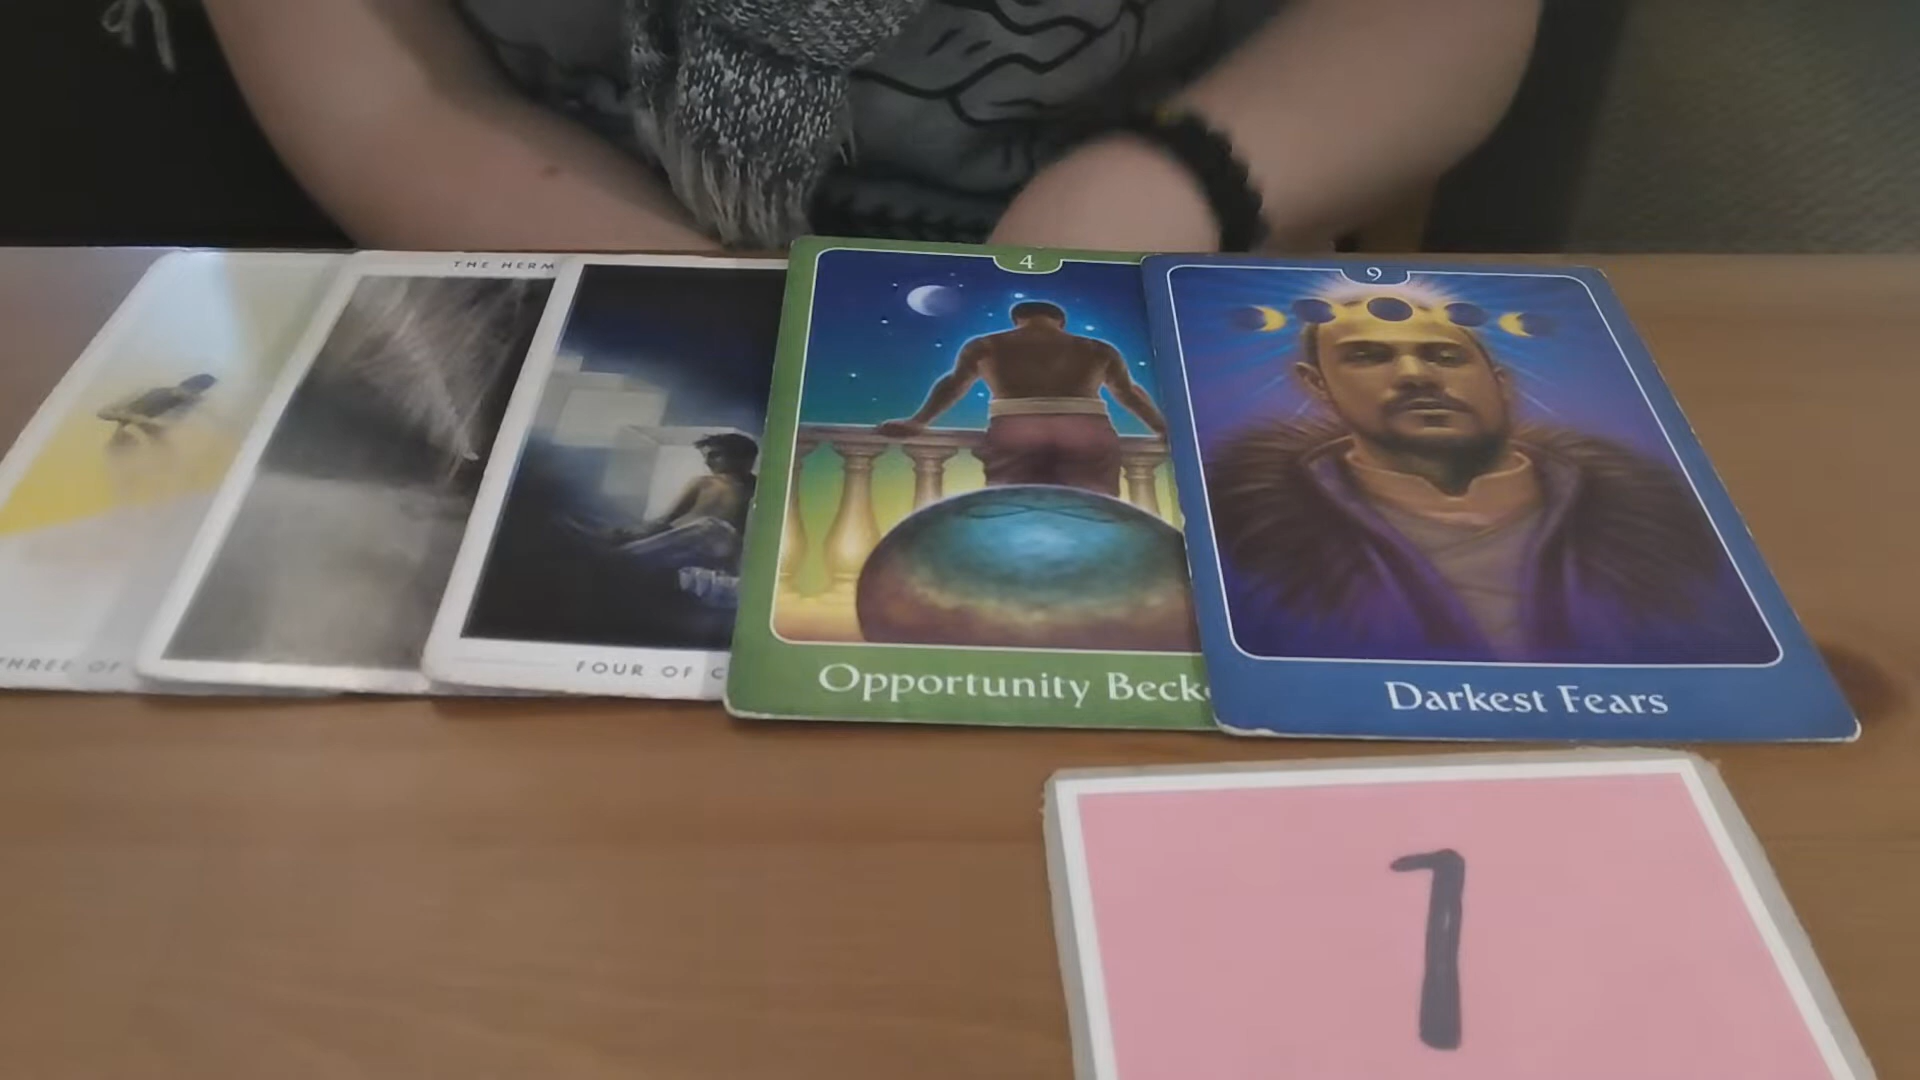 THREE OF
THE HERM
FOUR OF C
4
Opportunity Beck
9
Darkest Fears
1